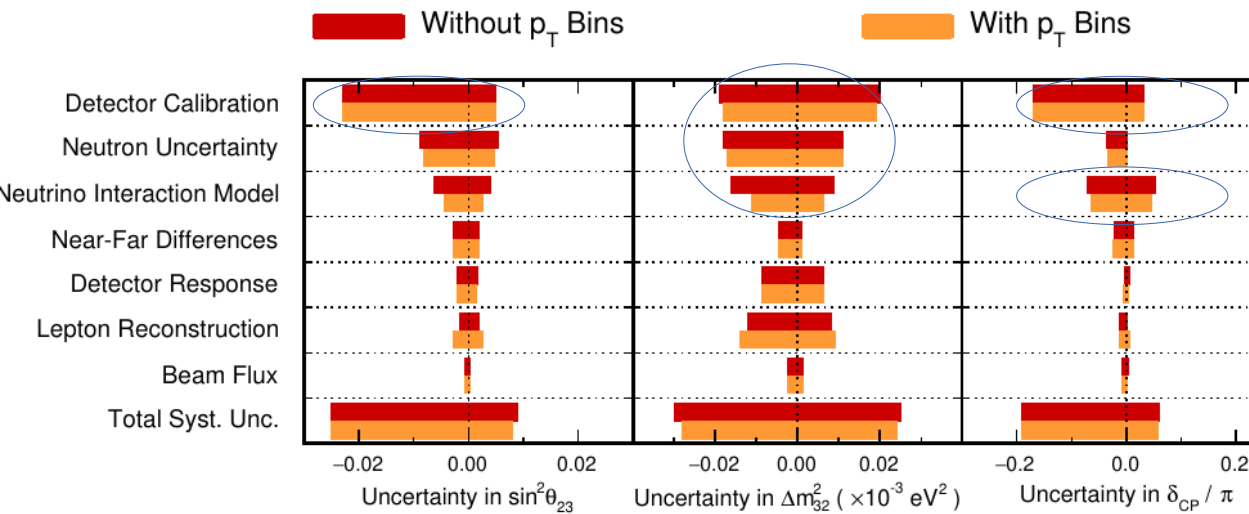 Without p_T Bins
With p_T Bins
Detector Calibration
Neutron Uncertainty
Neutrino Interaction Model
Near-Far Differences
Detector Response
Lepton Reconstruction
Beam Flux
Total Syst. Unc.
−0.02 0.00 0.02
−0.02 0.00 0.02
−0.2 0.0 0.2
Uncertainty in sin²θ₂₃
Uncertainty in Δm²₃₂ ( ×10⁻³ eV² )
Uncertainty in δ_CP / π